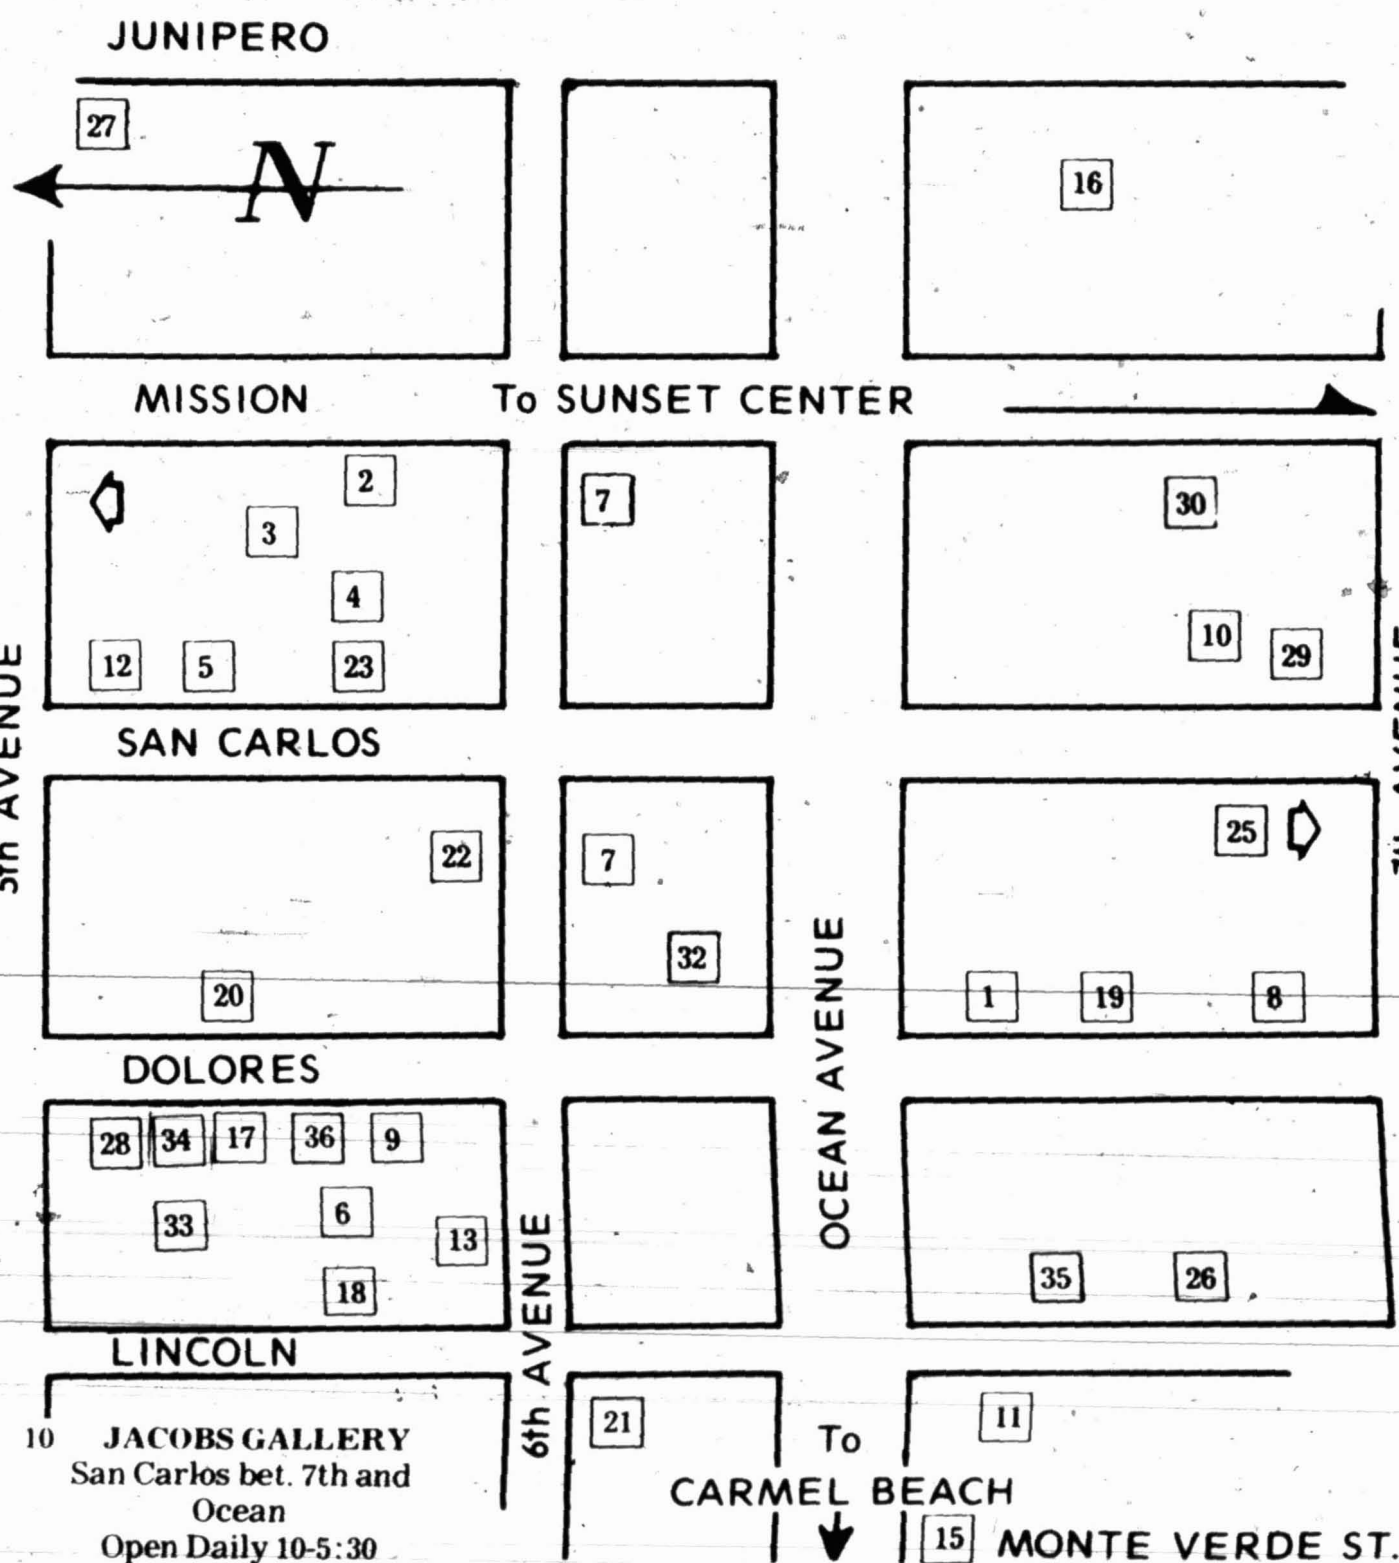 JUNIPERO
27
N
16
MISSION To SUNSET CENTER
2
7
30
3
4
10
29
12 5 23
5th AVENUE
SAN CARLOS
25
22
7
32
20
1 19 8
OCEAN AVENUE
DOLORES
28 34 17 36 9
33
6
13
18
35 26
6th AVENUE
LINCOLN
21
11
10 JACOBS GALLERY
San Carlos bet. 7th and
Ocean
Open Daily 10-5:30
To
CARMEL BEACH
15 MONTE VERDE ST.